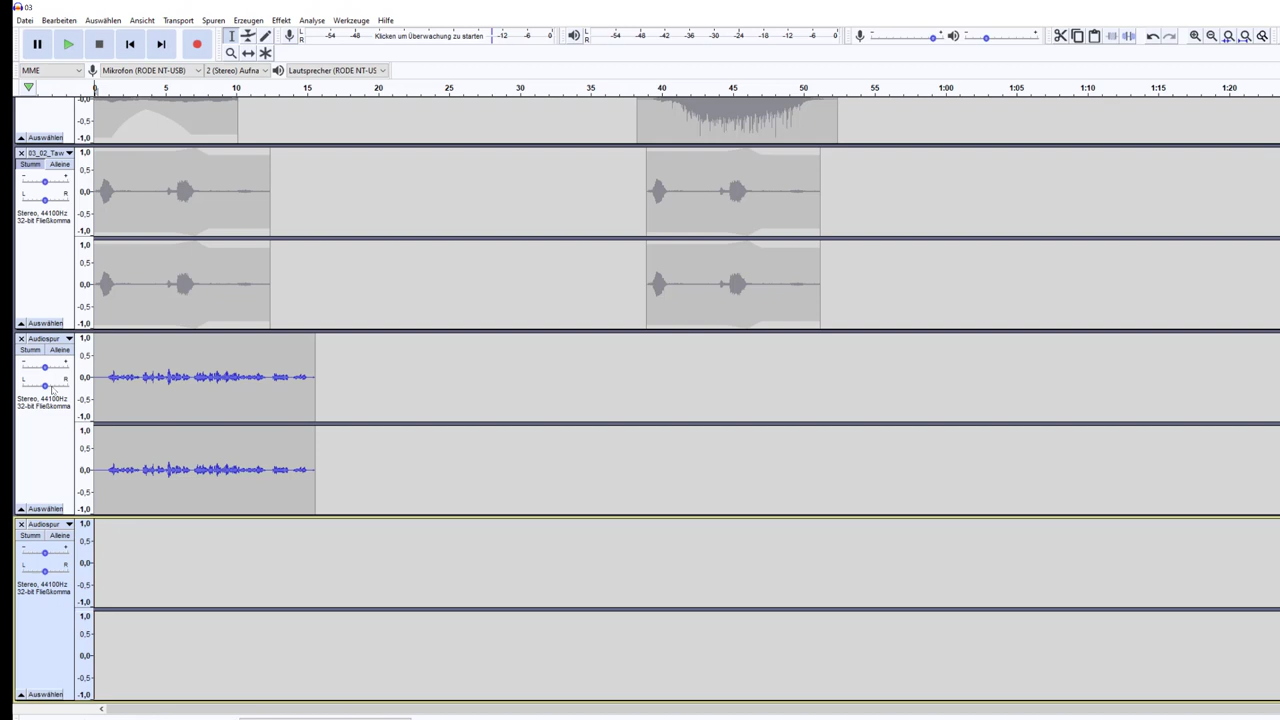 03
Datei Bearbeiten Auswählen Ansicht Transport Spuren Erzeugen Effekt Analyse Werkzeuge Hilfe
L R -54 -48 Klicken um Überwachung zu starten -12 -6 0 L R -54 -48 -42 -36 -30 -24 -18 -12 -6 0
MME Mikrofon (RODE NT-USB) 2 (Stereo) Aufna Lautsprecher (RODE NT-US
0 5 10 15 20 25 30 35 40 45 50 55 1:00 1:05 1:10 1:15 1:20
-0,0
-0,5
Auswählen -1,0
03_02_Taw 1,0
Stumm Alleine
0,5
- +
L R 0,0
Stereo, 44100Hz -0,5
32-bit Fließkomma
-1,0
1,0
0,5
0,0
-0,5
Auswählen -1,0
Audiospur 1,0
Stumm Alleine
0,5
- +
L R 0,0
Stereo, 44100Hz -0,5
32-bit Fließkomma
-1,0
1,0
0,5
0,0
-0,5
Auswählen -1,0
Audiospur 1,0
Stumm Alleine
0,5
- +
L R 0,0
Stereo, 44100Hz -0,5
32-bit Fließkomma
-1,0
1,0
0,5
0,0
-0,5
Auswählen -1,0